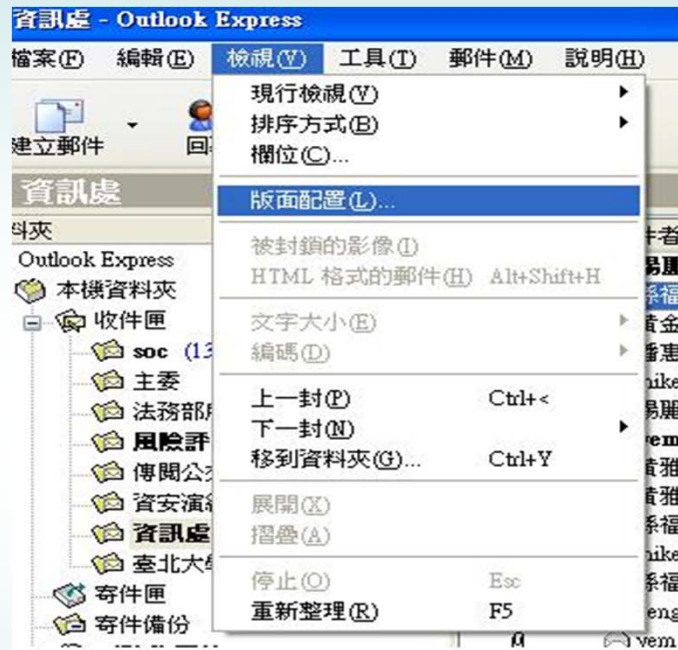 資訊處 - Outlook Express
檔案(F) 編輯(E) 檢視(V) 工具(T) 郵件(M) 說明(H)
建立郵件
資訊處
現行檢視(V)
排序方式(B)
欄位(C)...
版面配置(L)...
被封鎖的影像(I)
HTML 格式的郵件(H) Alt+Shift+H
文字大小(E)
編碼(D)
上一封(P) Ctrl+<
下一封(N)
移到資料夾(G)... Ctrl+Y
展開(X)
摺疊(A)
停止(O) Esc
重新整理(R) F5
Outlook Express
本機資料夾
收件匣
soc (13
主委
法務部
風險評
傳閱公
資安演
資訊處
臺北大
寄件匣
寄件備份